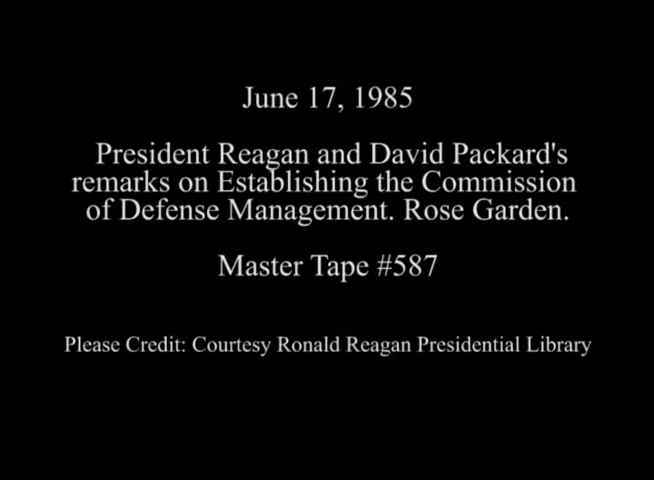 June 17, 1985
President Reagan and David Packard's
remarks on Establishing the Commission
of Defense Management. Rose Garden.
Master Tape #587
Please Credit: Courtesy Ronald Reagan Presidential Library